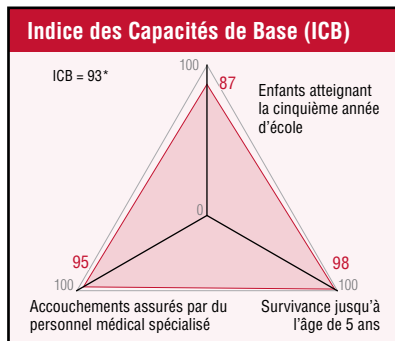 Indice des Capacités de Base (ICB)
ICB = 93*
100
87
Enfants atteignant
la cinquième année
d'école
0
95
98
100
100
Accouchements assurés par du
personnel médical spécialisé
Survivance jusqu'à
l'âge de 5 ans